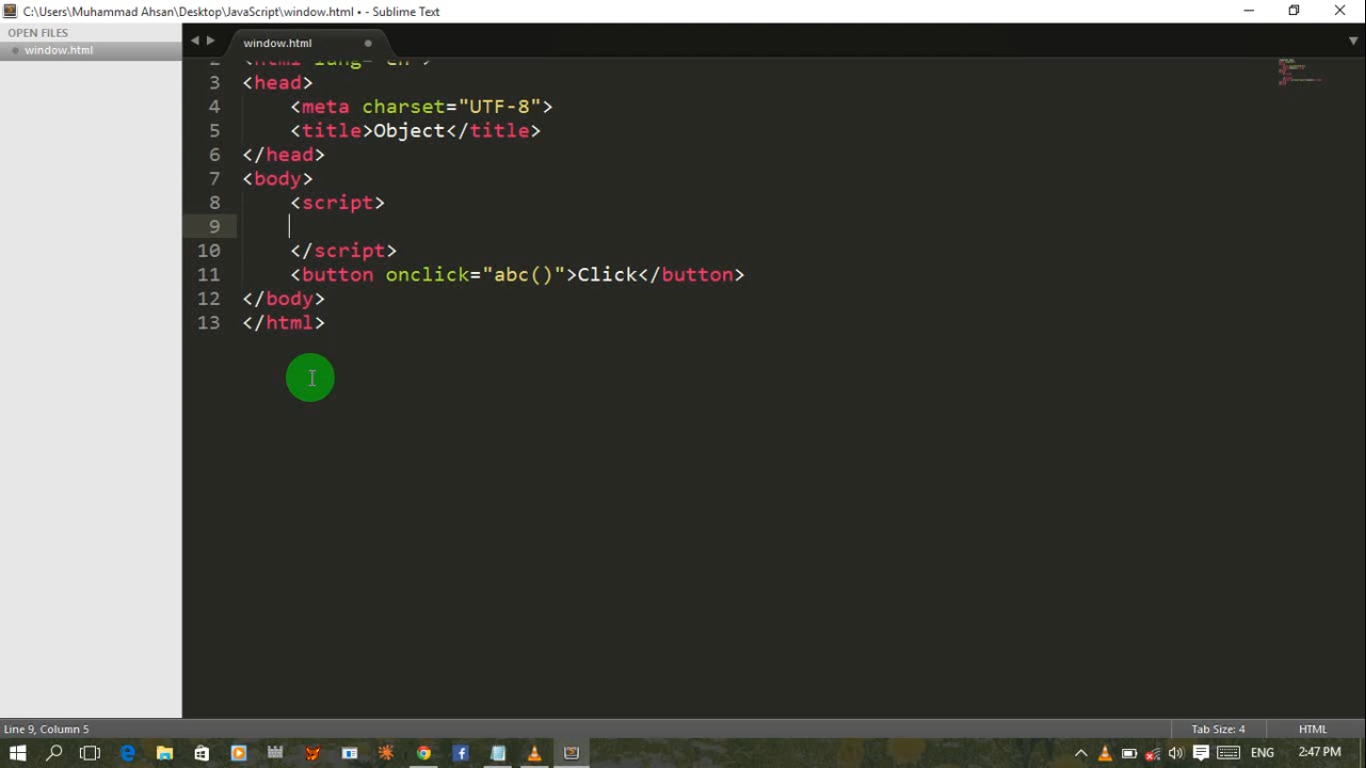 C:\Users\Muhammad Ahsan\Desktop\JavaScript\window.html • - Sublime Text
OPEN FILES
window.html
window.html
2 <html lang="en">
3 <head>
4 <meta charset="UTF-8">
5 <title>Object</title>
6 </head>
7 <body>
8 <script>
9
10 </script>
11 <button onclick="abc()">Click</button>
12 </body>
13 </html>
Line 9, Column 5
Tab Size: 4
HTML
ENG
2:47 PM